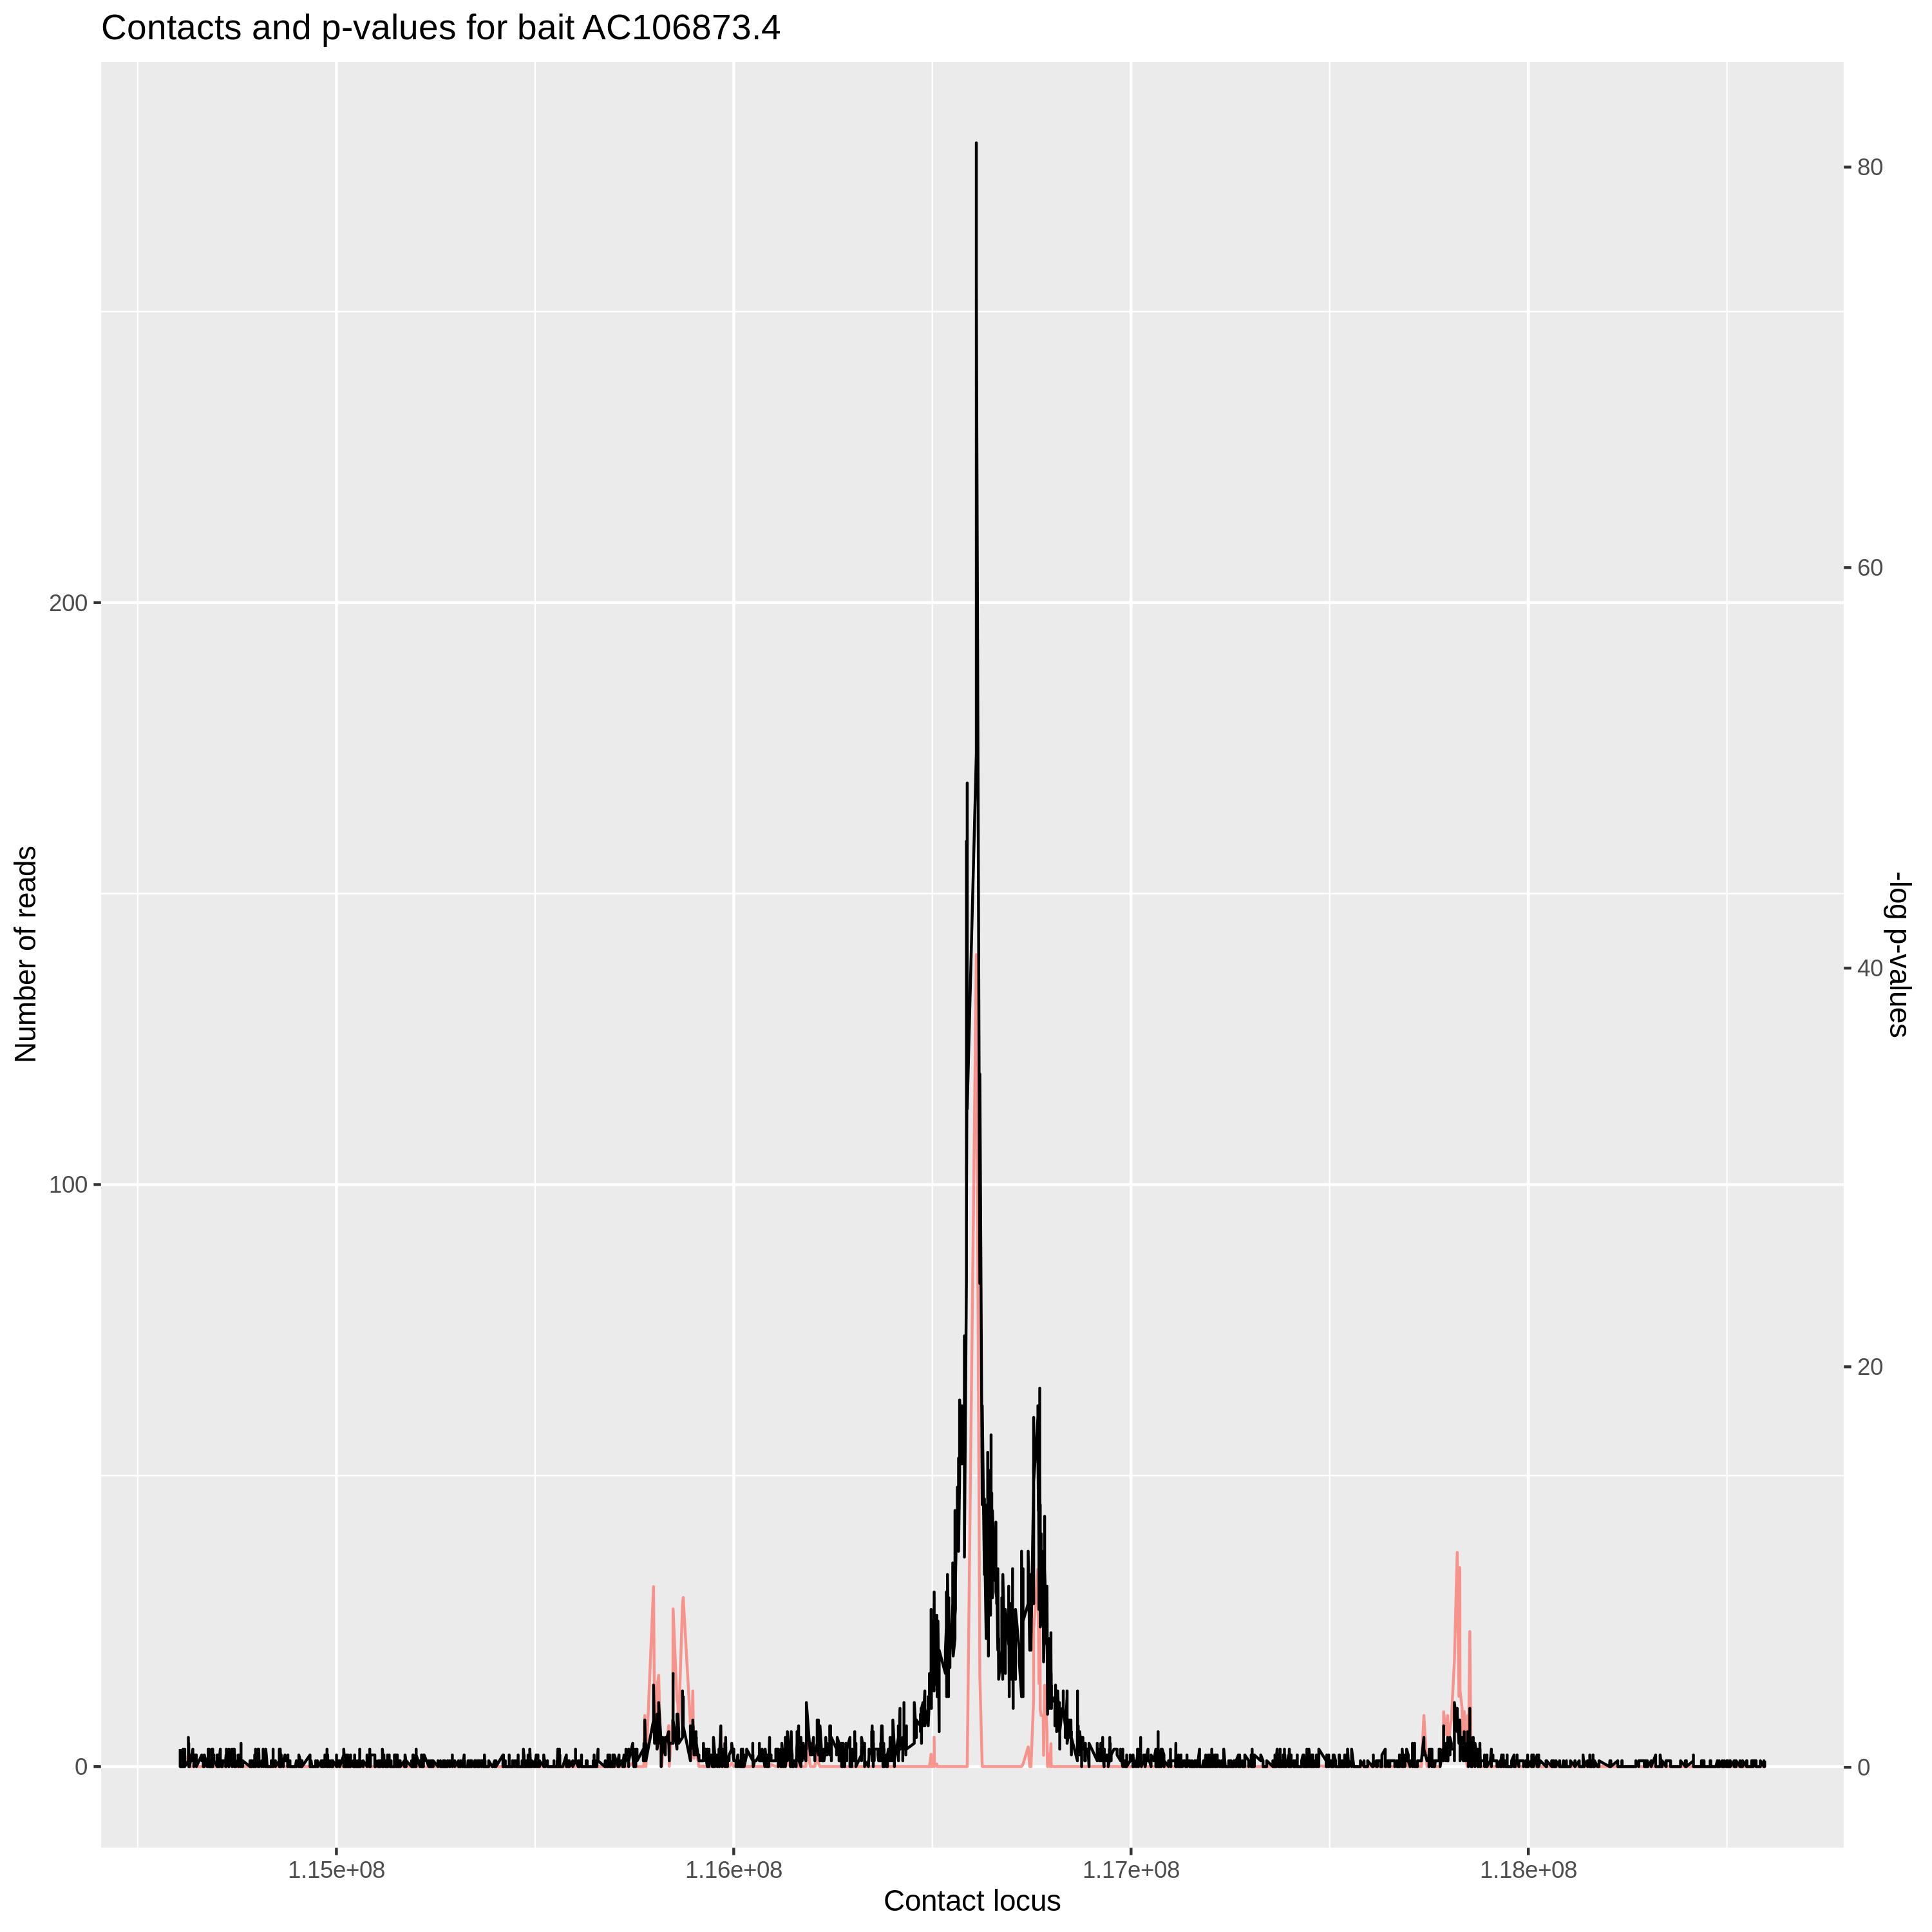 Contacts and p-values for bait AC106873.4
80
60
200
Number of reads
-log p-values
40
100
20
0
0
1.15e+08
1.16e+08
1.17e+08
1.18e+08
Contact locus